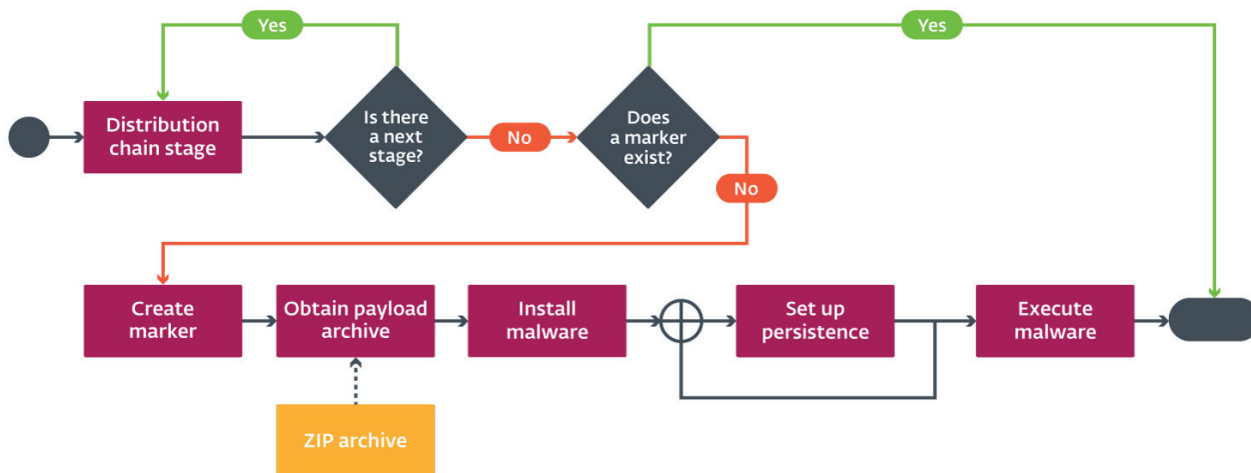 Yes
Yes
Distribution
chain stage
Is there
a next
stage?
No
Does
a marker
exist?
No
Create
marker
Obtain payload
archive
Install
malware
Set up
persistence
Execute
malware
ZIP archive